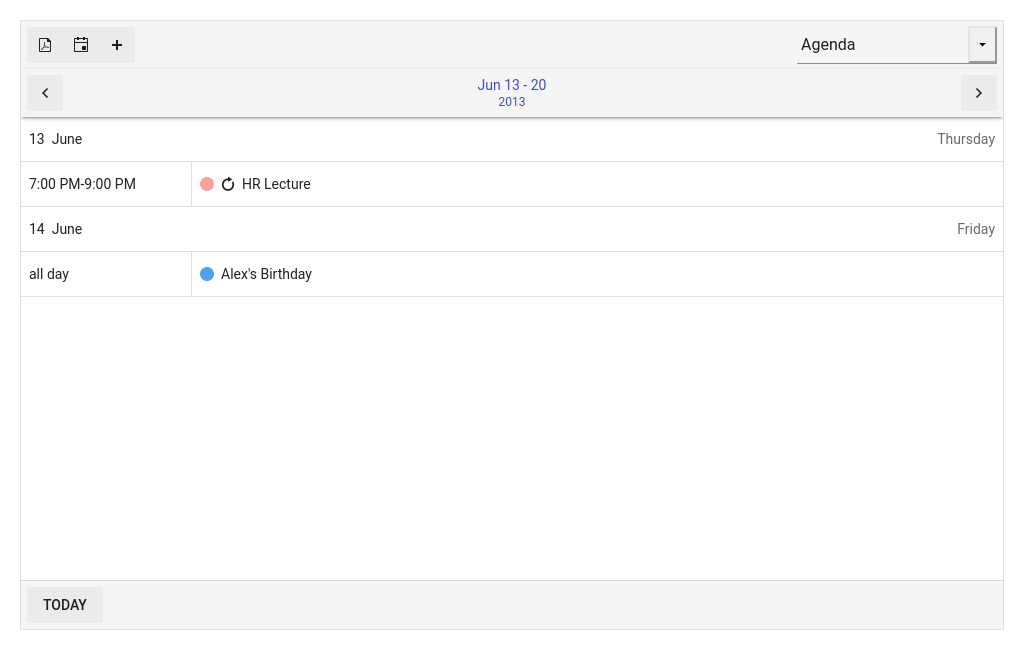 Agenda
Jun 13 - 20
2013
13 June Thursday
7:00 PM-9:00 PM HR Lecture
14 June Friday
all day Alex's Birthday
TODAY